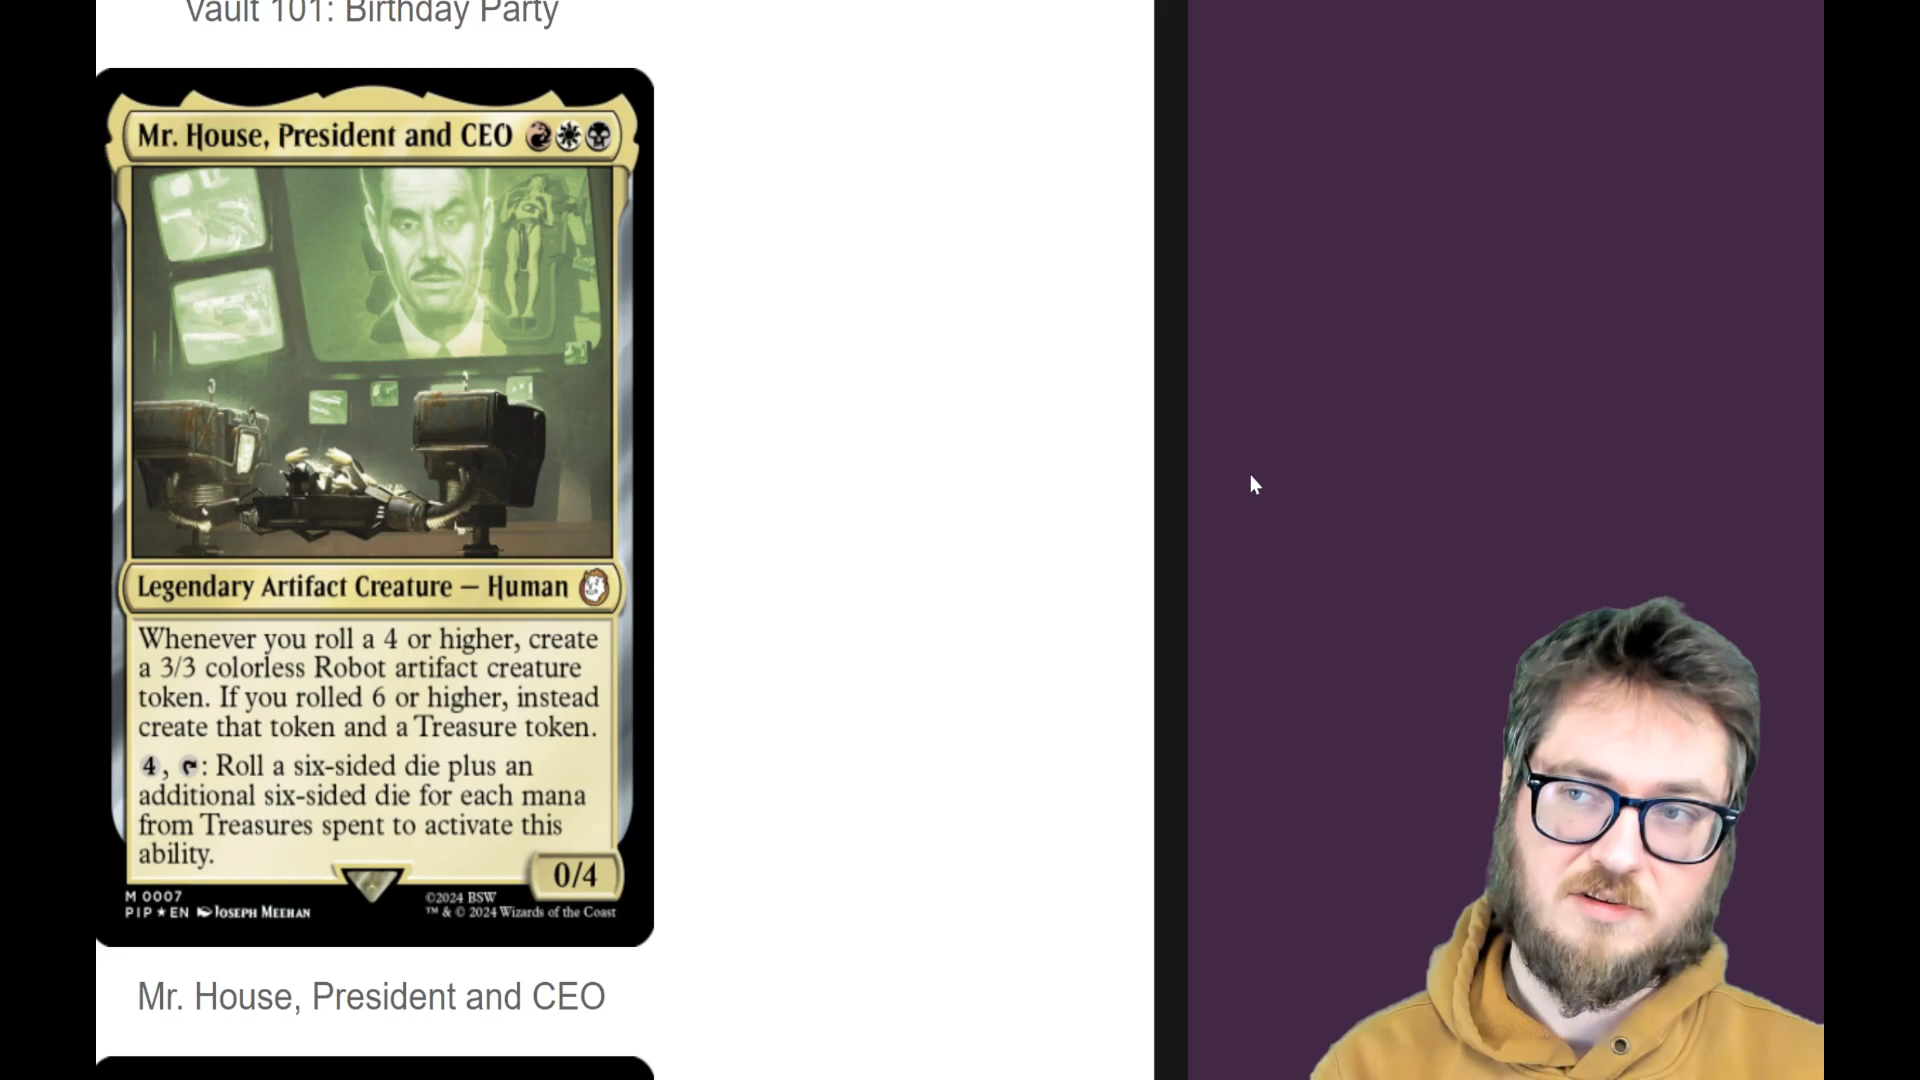 Vault 101: Birthday Party
Mr. House, President and CEO
Legendary Artifact Creature — Human
Whenever you roll a 4 or higher, create
a 3/3 colorless Robot artifact creature
token. If you rolled 6 or higher, instead
create that token and a Treasure token.
4, : Roll a six-sided die plus an
additional six-sided die for each mana
from Treasures spent to activate this
ability.
0/4
M 0007
PIP ★ EN Joseph Meehan
©2024 BSW
™ & © 2024 Wizards of the Coast
Mr. House, President and CEO